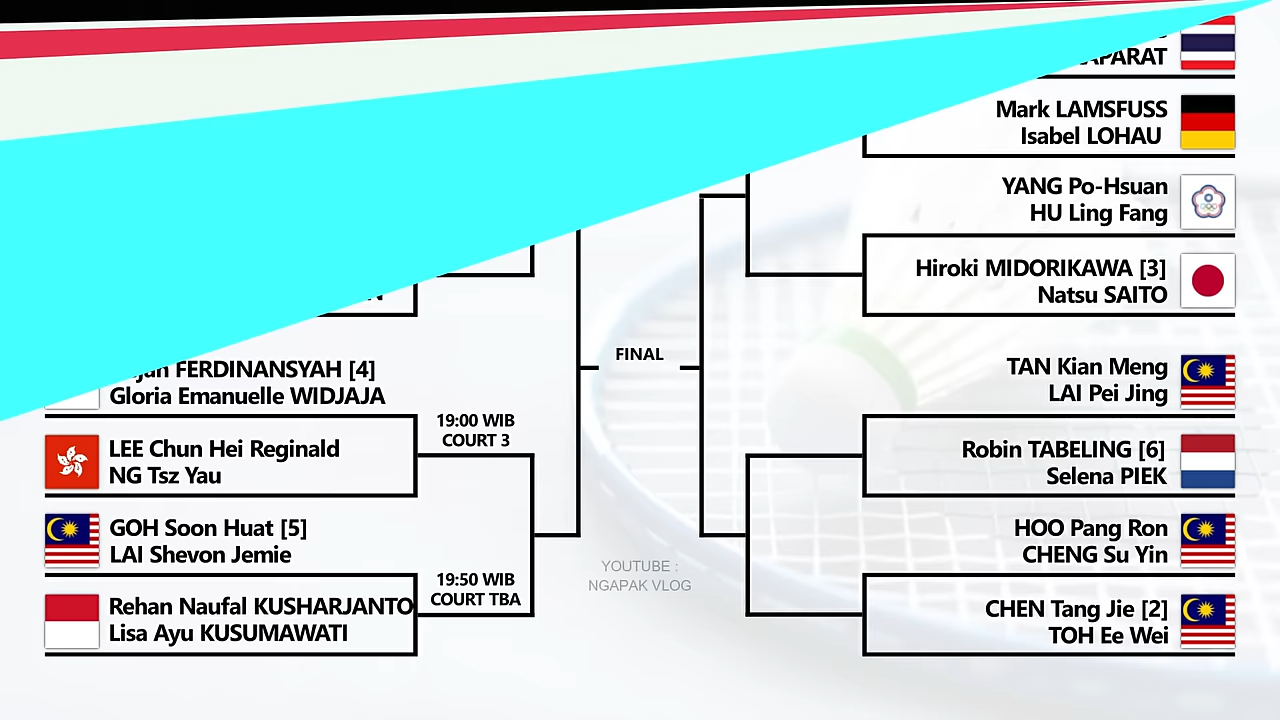 Mark LAMSFUSS
Isabel LOHAU
YANG Po-Hsuan
HU Ling Fang
Hiroki MIDORIKAWA [3]
Natsu SAITO
FINAL
FERDINANSYAH [4]
Gloria Emanuelle WIDJAJA
19:00 WIB
COURT 3
LEE Chun Hei Reginald
NG Tsz Yau
GOH Soon Huat [5]
LAI Shevon Jemie
19:50 WIB
COURT TBA
Rehan Naufal KUSHARJANTO
Lisa Ayu KUSUMAWATI
YOUTUBE :
NGAPAK VLOG
TAN Kian Meng
LAI Pei Jing
Robin TABELING [6]
Selena PIEK
HOO Pang Ron
CHENG Su Yin
CHEN Tang Jie [2]
TOH Ee Wei